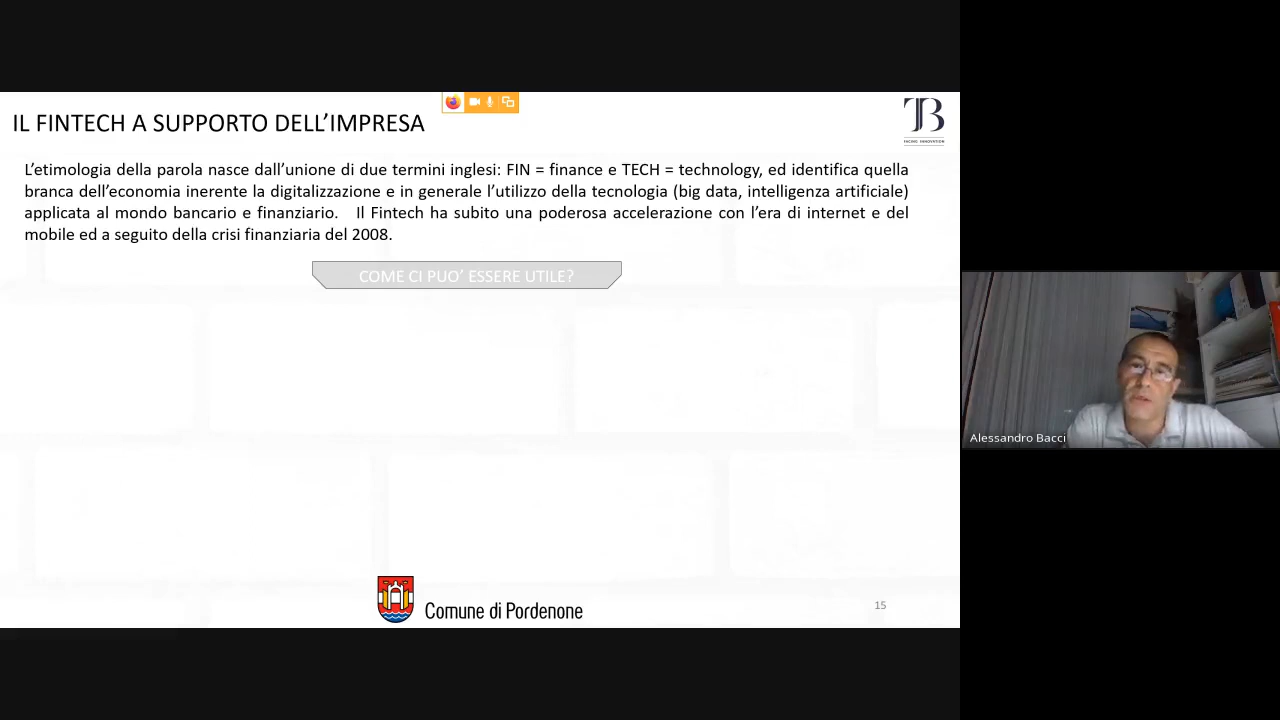 IL FINTECH A SUPPORTO DELL’IMPRESA
TB
FACING INNOVATION
L’etimologia della parola nasce dall’unione di due termini inglesi: FIN = finance e TECH = technology, ed identifica quella
branca dell’economia inerente la digitalizzazione e in generale l’utilizzo della tecnologia (big data, intelligenza artificiale)
applicata al mondo bancario e finanziario. Il Fintech ha subito una poderosa accelerazione con l’era di internet e del
mobile ed a seguito della crisi finanziaria del 2008.
COME CI PUO’ ESSERE UTILE?
Alessandro Bacci
Comune di Pordenone
15